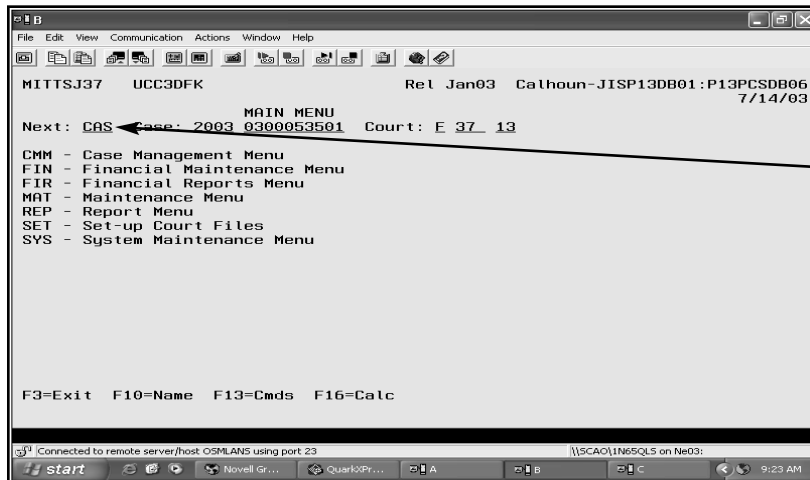 B
File Edit View Communication Actions Window Help
MITTSJ37 UCC3DFK Rel Jan03 Calhoun-JISP13DB01:P13PCSDB06
7/14/03
MAIN MENU
Next: CAS Case: 2003 0300053501 Court: F 37 13
CMM - Case Management Menu
FIN - Financial Maintenance Menu
FIR - Financial Reports Menu
MAT - Maintenance Menu
REP - Report Menu
SET - Set-up Court Files
SYS - System Maintenance Menu
F3=Exit F10=Name F13=Cmds F16=Calc
Connected to remote server/host OSMLANS using port 23 \\SCAO\1N65QLS on Ne03:
start Novell Gr... QuarkXPr... A B C 9:23 AM